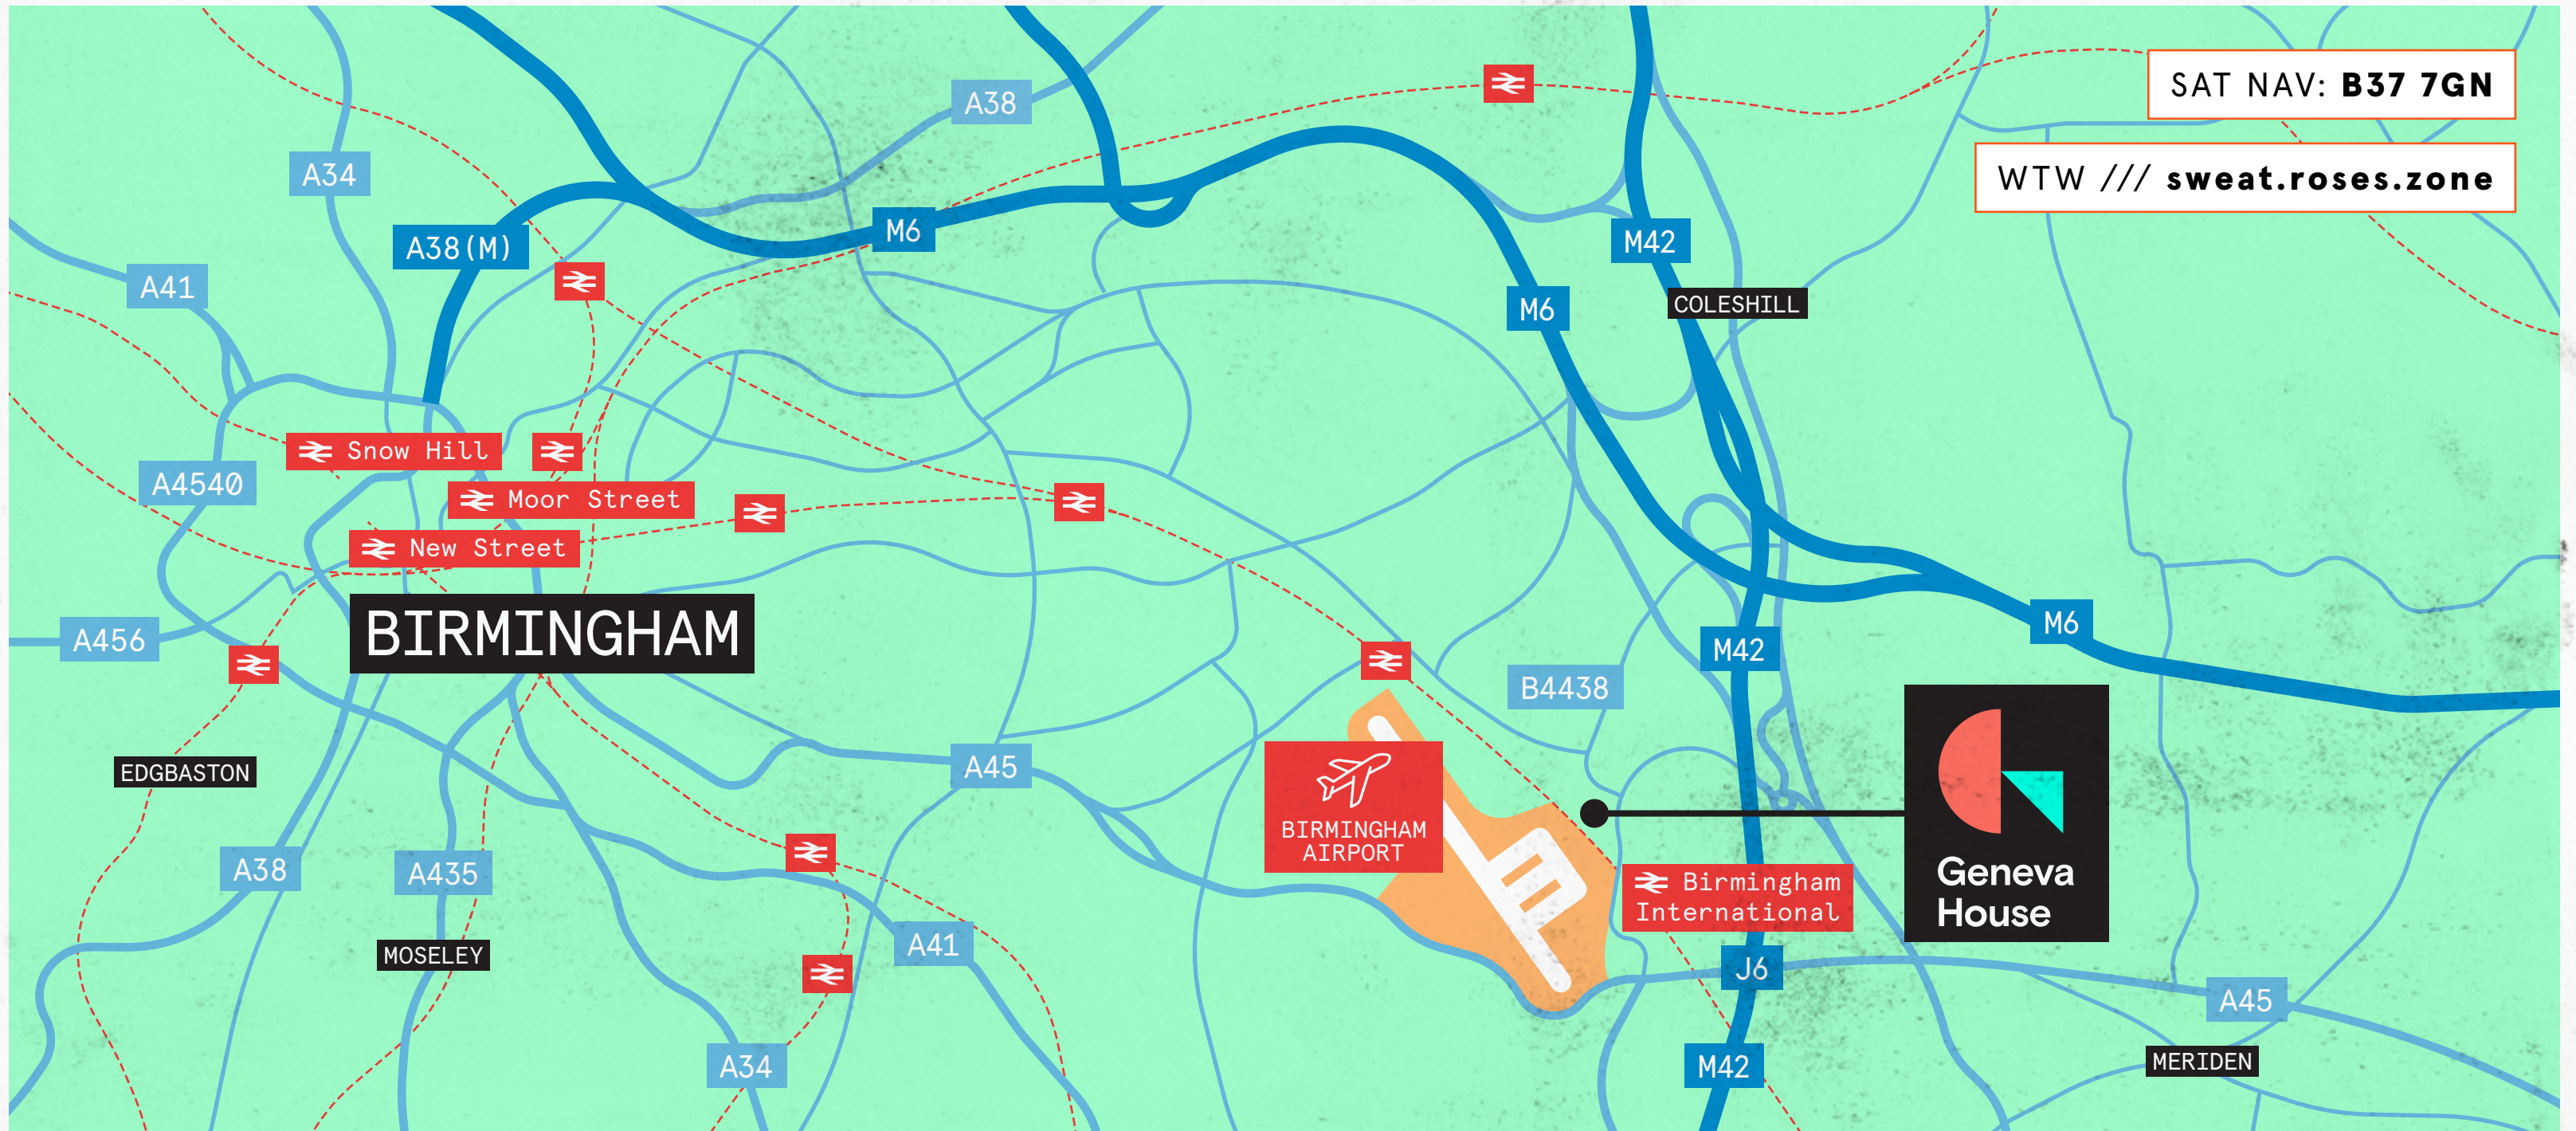 SAT NAV: B37 7GN
WTW /// sweat.roses.zone
A38
A34
A38(M)
M6
M42
A41
M6
COLESHILL
Snow Hill
A4540
Moor Street
New Street
BIRMINGHAM
A456
M6
M42
B4438
EDGBASTON
A45
BIRMINGHAM
AIRPORT
Geneva
House
A38
A435
Birmingham
International
MOSELEY
A41
J6
A45
A34
M42
MERIDEN